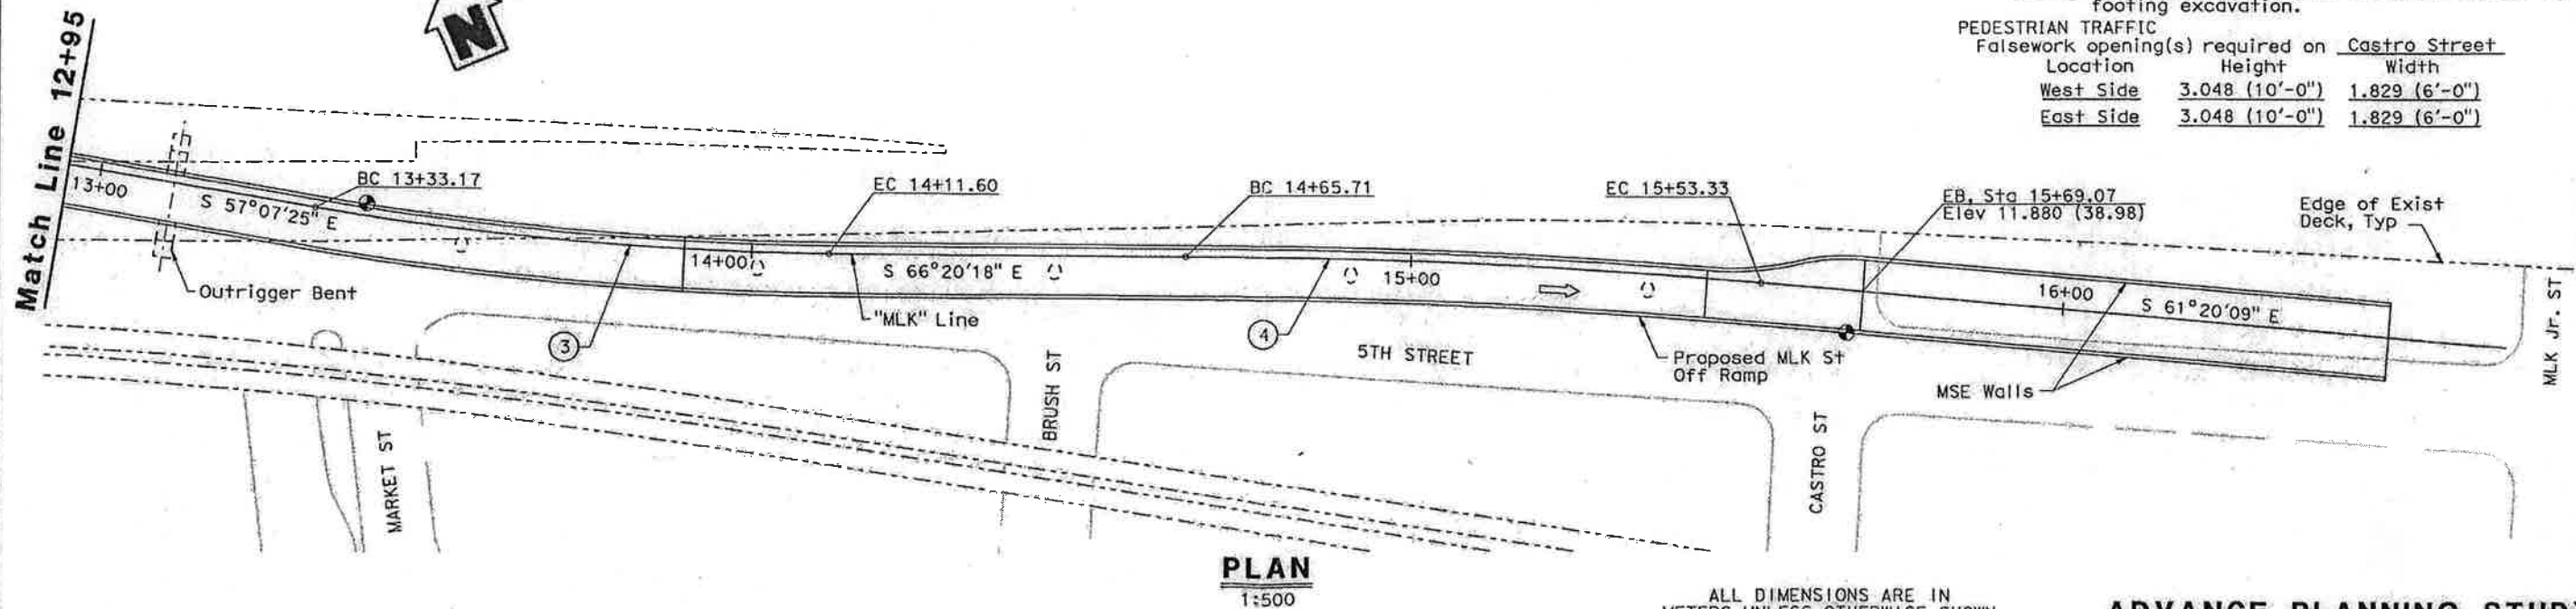 footing excavation.
PEDESTRIAN TRAFFIC
Falsework opening(s) required on Castro Street
Location Height Width
West Side 3.048 (10'-0") 1.829 (6'-0")
East Side 3.048 (10'-0") 1.829 (6'-0")
N
Match Line 12+95
13+00
S 57°07'25" E
BC 13+33.17
EC 14+11.60
BC 14+65.71
EC 15+53.33
EB, Sta 15+69.07
Elev 11.880 (38.98)
Edge of Exist
Deck, Typ
Outrigger Bent
14+00
S 66°20'18" E
15+00
16+00
S 61°20'09" E
3
"MLK" Line
4
5TH STREET
Proposed MLK St
Off Ramp
MSE Walls
MLK Jr. ST
MARKET ST
BRUSH ST
CASTRO ST
PLAN
1:500
ALL DIMENSIONS ARE IN
METERS UNLESS OTHERWISE SHOWN
ADVANCE PLANNING STUD